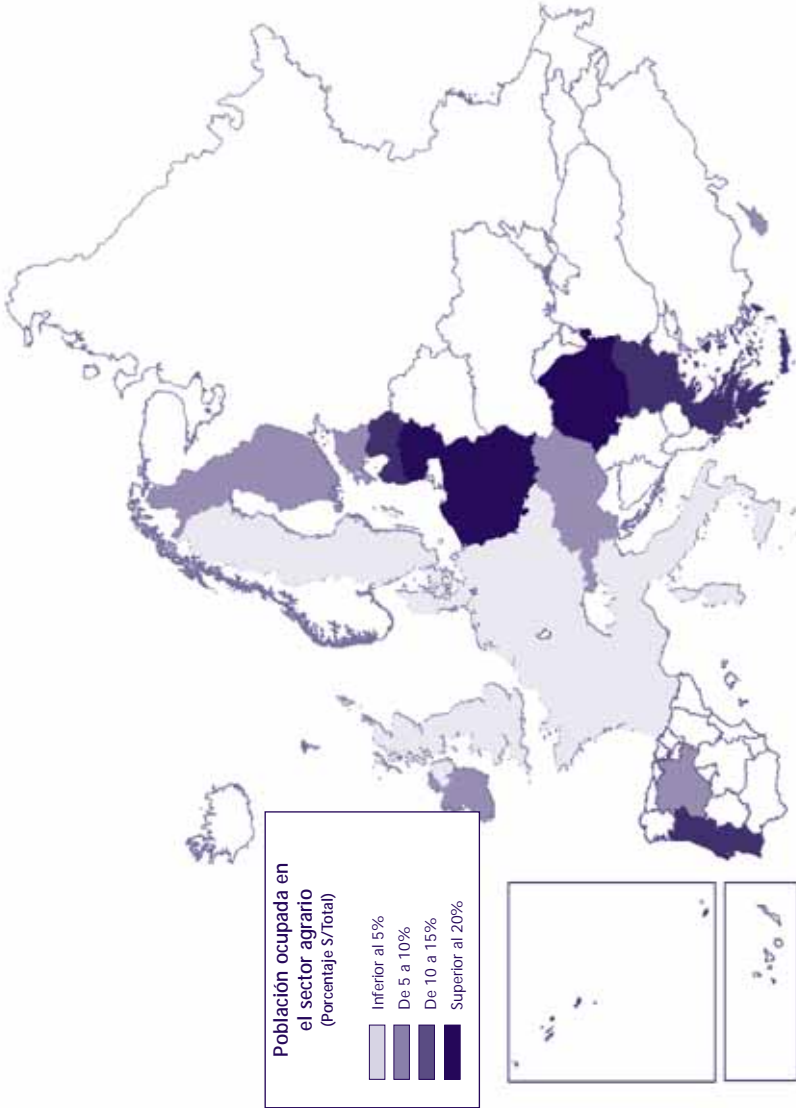 Población ocupada en
el sector agrario
(Porcentaje S/Total)
Inferior al 5%
De 5 a 10%
De 10 a 15%
Superior al 20%